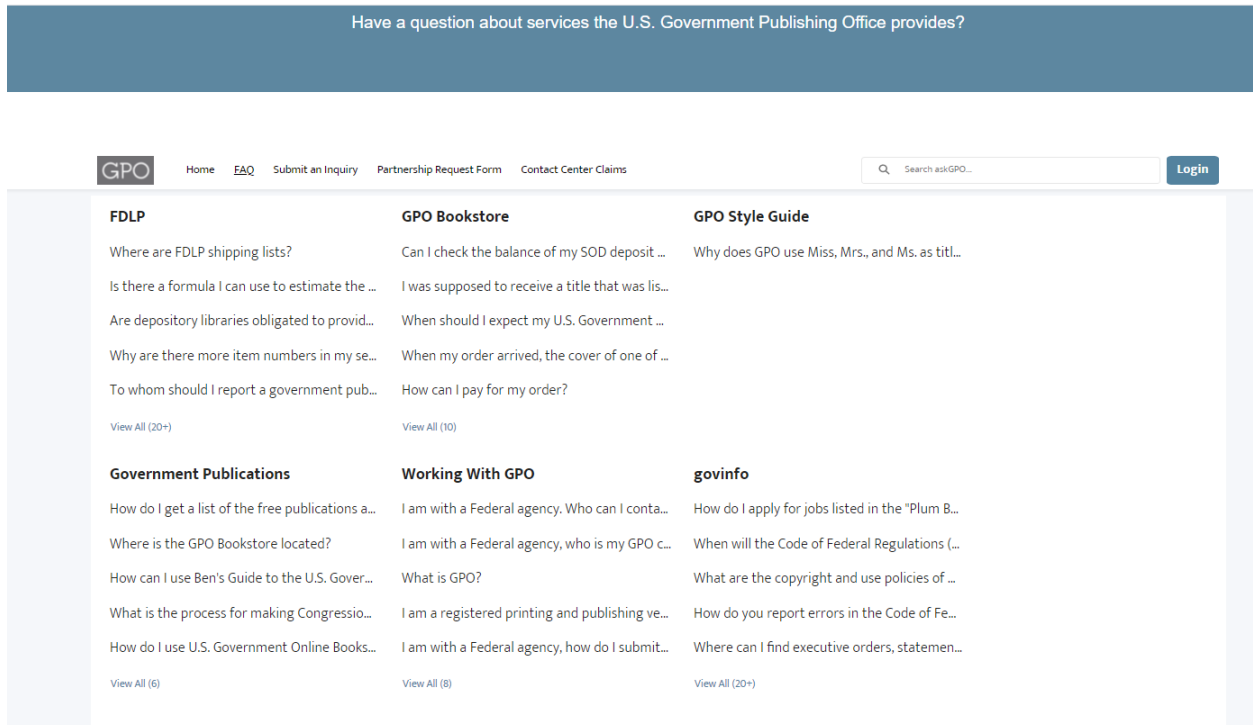 Have a question about services the U.S. Government Publishing Office provides?
GPO
Home FAQ Submit an Inquiry Partnership Request Form Contact Center Claims
Search askGPO...
Login
FDLP
Where are FDLP shipping lists?
Is there a formula I can use to estimate the ...
Are depository libraries obligated to provid...
Why are there more item numbers in my se...
To whom should I report a government pub...
View All (20+)
GPO Bookstore
Can I check the balance of my SOD deposit ...
I was supposed to receive a title that was lis...
When should I expect my U.S. Government ...
When my order arrived, the cover of one of ...
How can I pay for my order?
View All (10)
GPO Style Guide
Why does GPO use Miss, Mrs., and Ms. as titl...
Government Publications
How do I get a list of the free publications a...
Where is the GPO Bookstore located?
How can I use Ben's Guide to the U.S. Gover...
What is the process for making Congressio...
How do I use U.S. Government Online Books...
View All (6)
Working With GPO
I am with a Federal agency. Who can I conta...
I am with a Federal agency, who is my GPO c...
What is GPO?
I am a registered printing and publishing ve...
I am with a Federal agency, how do I submit...
View All (8)
govinfo
How do I apply for jobs listed in the "Plum B...
When will the Code of Federal Regulations (...
What are the copyright and use policies of ...
How do you report errors in the Code of Fe...
Where can I find executive orders, statemen...
View All (20+)